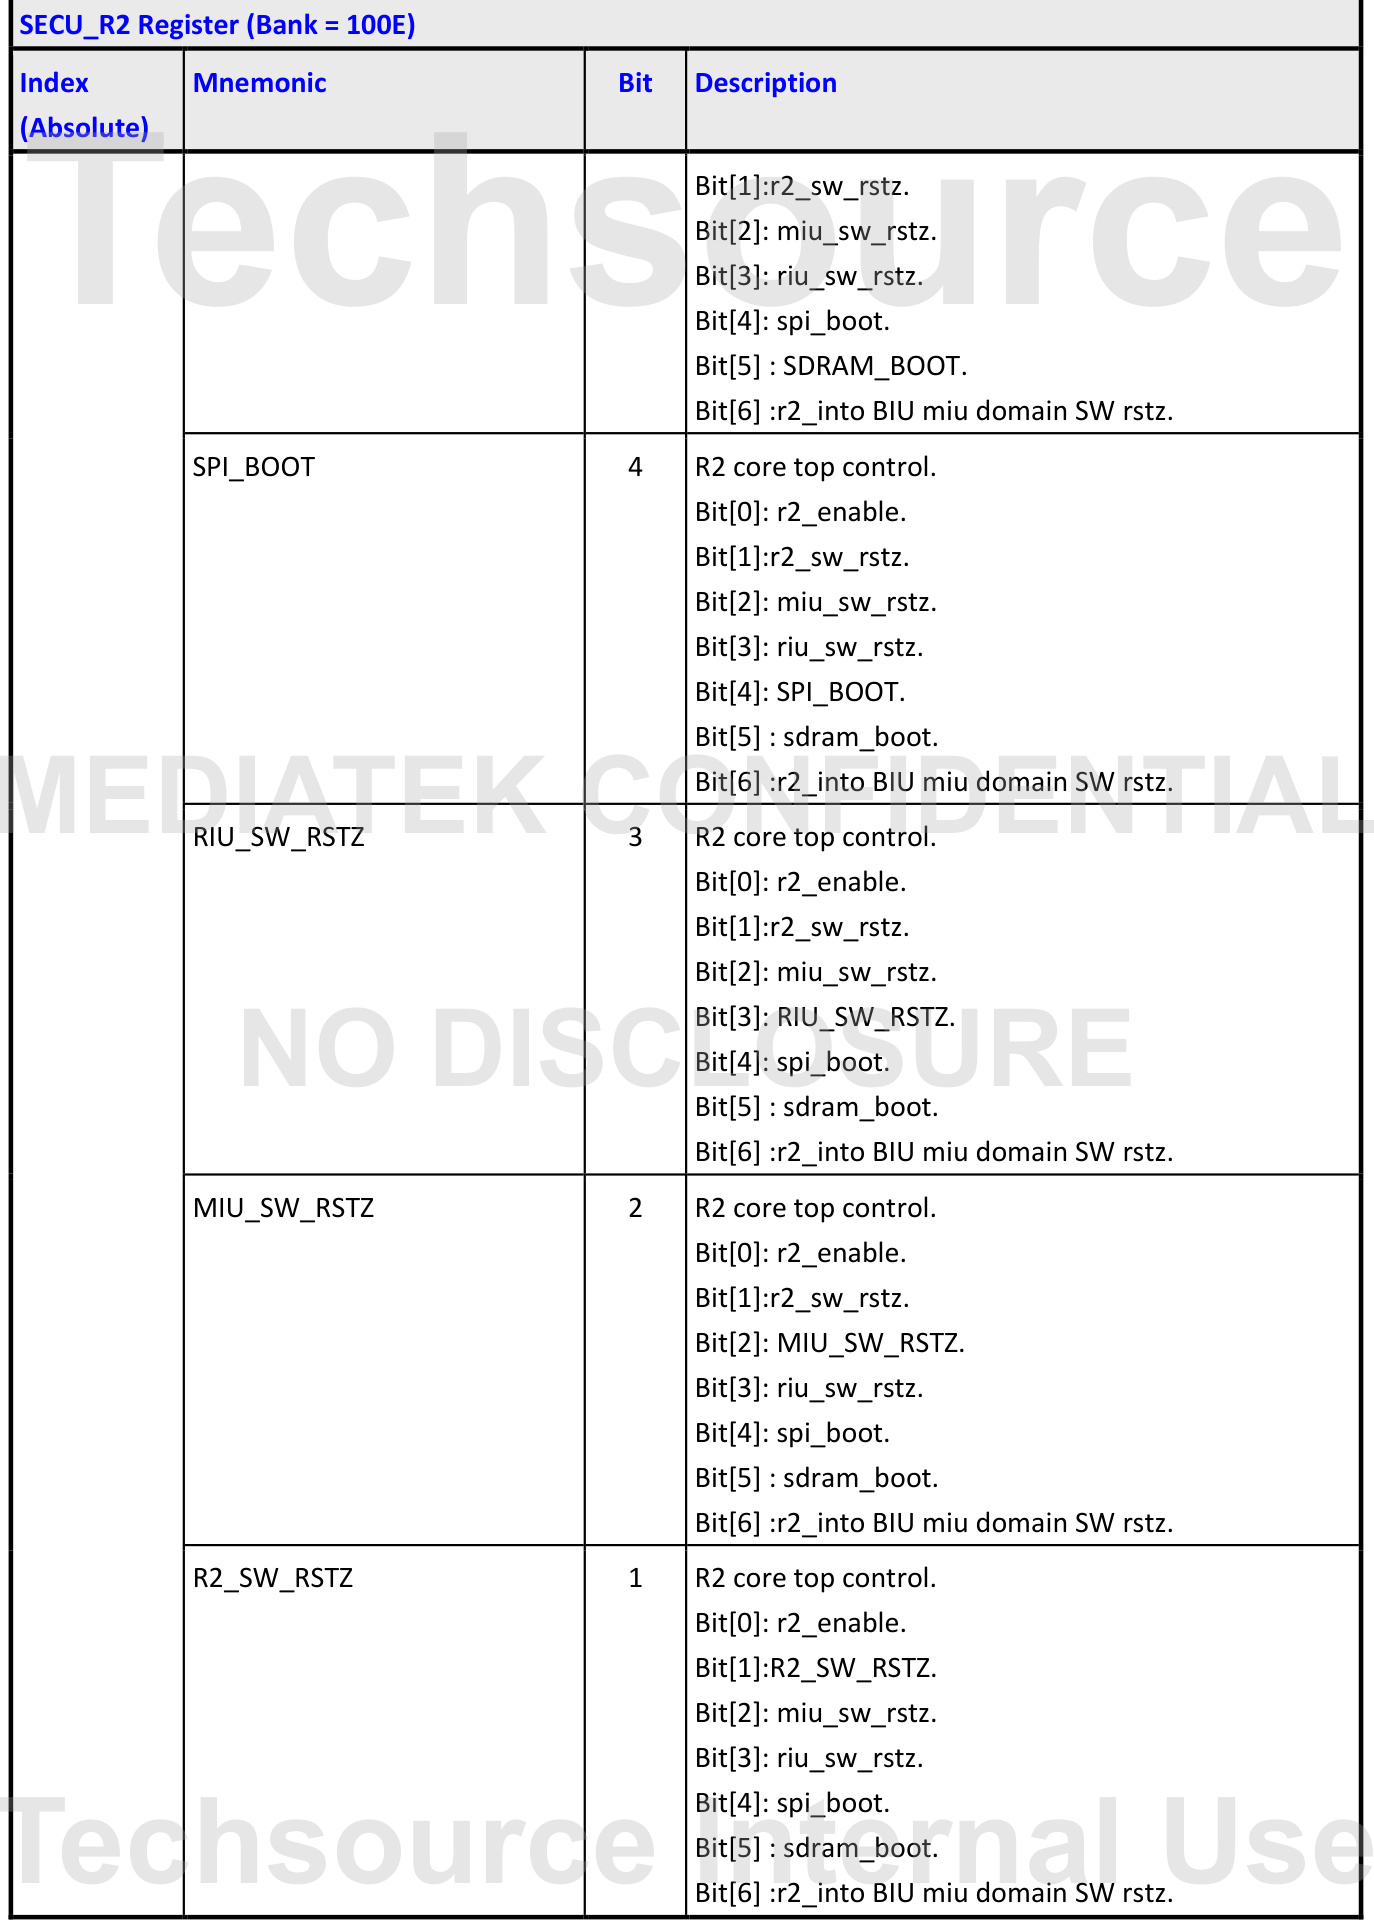 SECU_R2 Register (Bank = 100E)
Index (Absolute) Mnemonic Bit Description
Bit[1]:r2_sw_rstz.
Bit[2]: miu_sw_rstz.
Bit[3]: riu_sw_rstz.
Bit[4]: spi_boot.
Bit[5] : SDRAM_BOOT.
Bit[6] :r2_into BIU miu domain SW rstz.
SPI_BOOT 4 R2 core top control.
Bit[0]: r2_enable.
Bit[1]:r2_sw_rstz.
Bit[2]: miu_sw_rstz.
Bit[3]: riu_sw_rstz.
Bit[4]: SPI_BOOT.
Bit[5] : sdram_boot.
Bit[6] :r2_into BIU miu domain SW rstz.
RIU_SW_RSTZ 3 R2 core top control.
Bit[0]: r2_enable.
Bit[1]:r2_sw_rstz.
Bit[2]: miu_sw_rstz.
Bit[3]: RIU_SW_RSTZ.
Bit[4]: spi_boot.
Bit[5] : sdram_boot.
Bit[6] :r2_into BIU miu domain SW rstz.
MIU_SW_RSTZ 2 R2 core top control.
Bit[0]: r2_enable.
Bit[1]:r2_sw_rstz.
Bit[2]: MIU_SW_RSTZ.
Bit[3]: riu_sw_rstz.
Bit[4]: spi_boot.
Bit[5] : sdram_boot.
Bit[6] :r2_into BIU miu domain SW rstz.
R2_SW_RSTZ 1 R2 core top control.
Bit[0]: r2_enable.
Bit[1]:R2_SW_RSTZ.
Bit[2]: miu_sw_rstz.
Bit[3]: riu_sw_rstz.
Bit[4]: spi_boot.
Bit[5] : sdram_boot.
Bit[6] :r2_into BIU miu domain SW rstz.
Techsource
MEDIATEK CONFIDENTIAL
NO DISCLOSURE
Techsource Internal Use